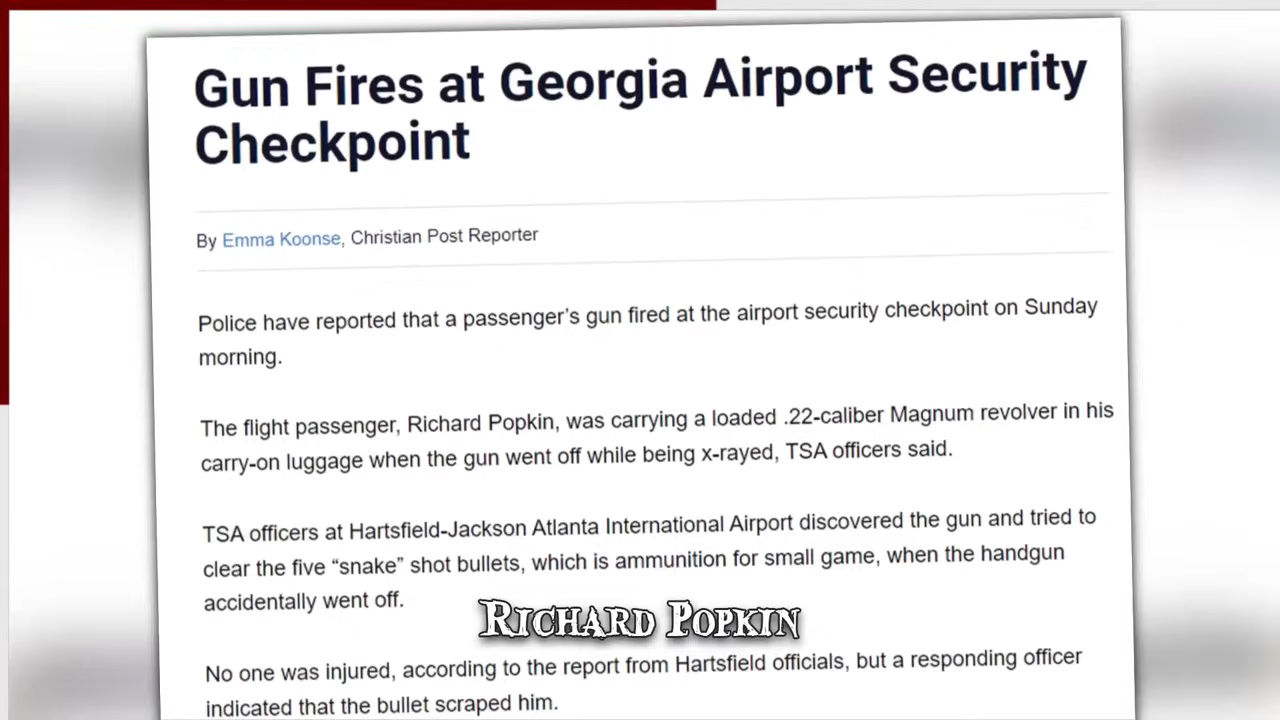 Gun Fires at Georgia Airport Security
Checkpoint
By Emma Koonse, Christian Post Reporter
Police have reported that a passenger’s gun fired at the airport security checkpoint on Sunday
morning.
The flight passenger, Richard Popkin, was carrying a loaded .22-caliber Magnum revolver in his
carry-on luggage when the gun went off while being x-rayed, TSA officers said.
TSA officers at Hartsfield-Jackson Atlanta International Airport discovered the gun and tried to
clear the five “snake” shot bullets, which is ammunition for small game, when the handgun
accidentally went off.
Richard Popkin
No one was injured, according to the report from Hartsfield officials, but a responding officer
indicated that the bullet scraped him.